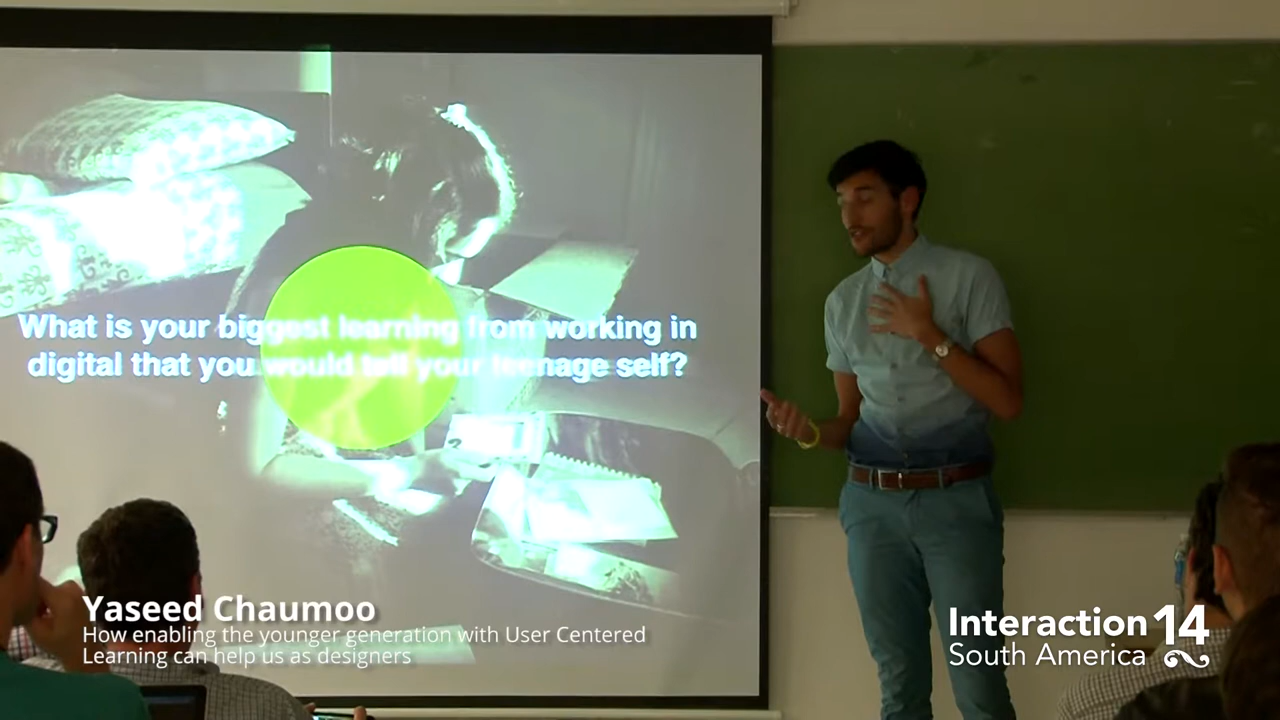 What is your biggest learning from working in
digital that you would tell your teenage self?
Yaseed Chaumoo
How enabling the younger generation with User Centered
Learning can help us as designers
Interaction 14
South America